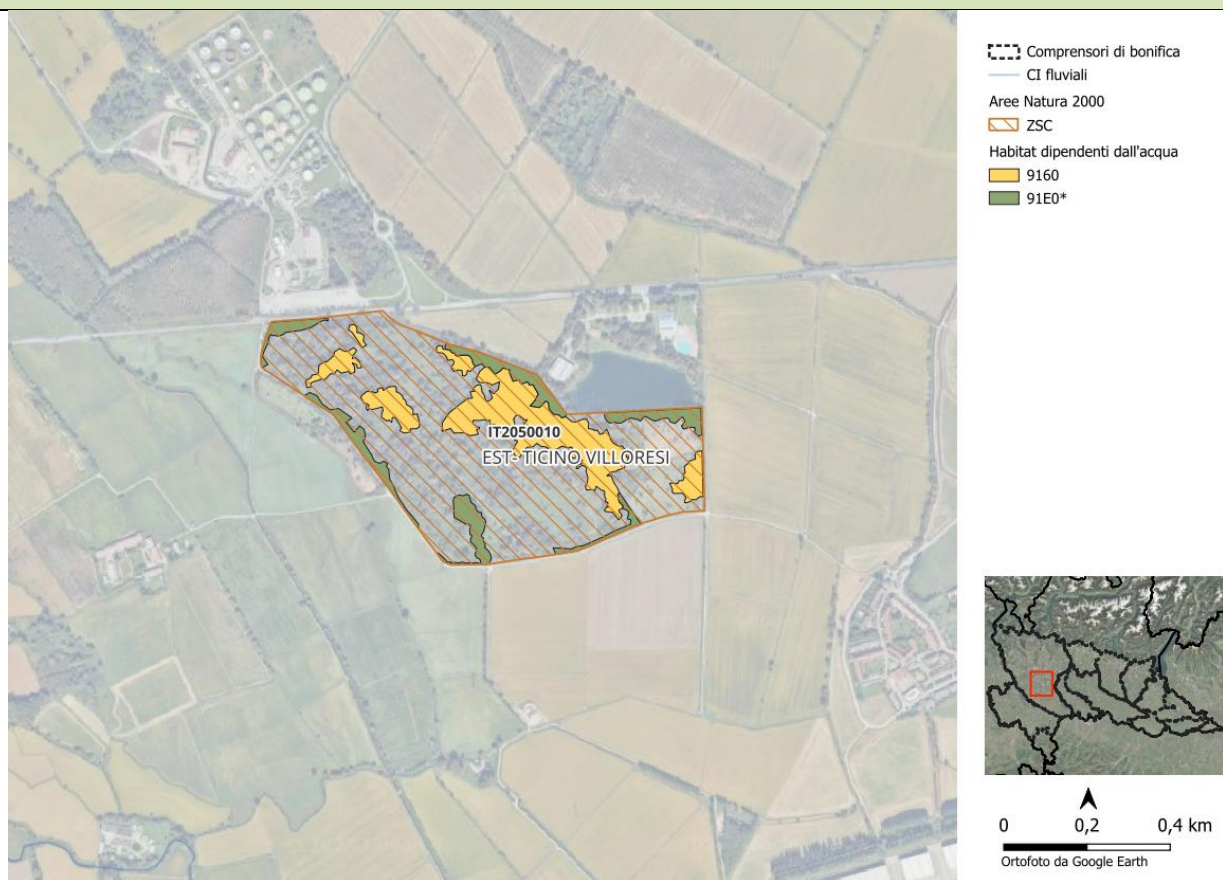 Comprensori di bonifica
CI fluviali
Aree Natura 2000
ZSC
Habitat dipendenti dall'acqua
9160
91E0*
IT2050010
EST- TICINO VILLORESI
0 0,2 0,4 km
Ortofoto da Google Earth